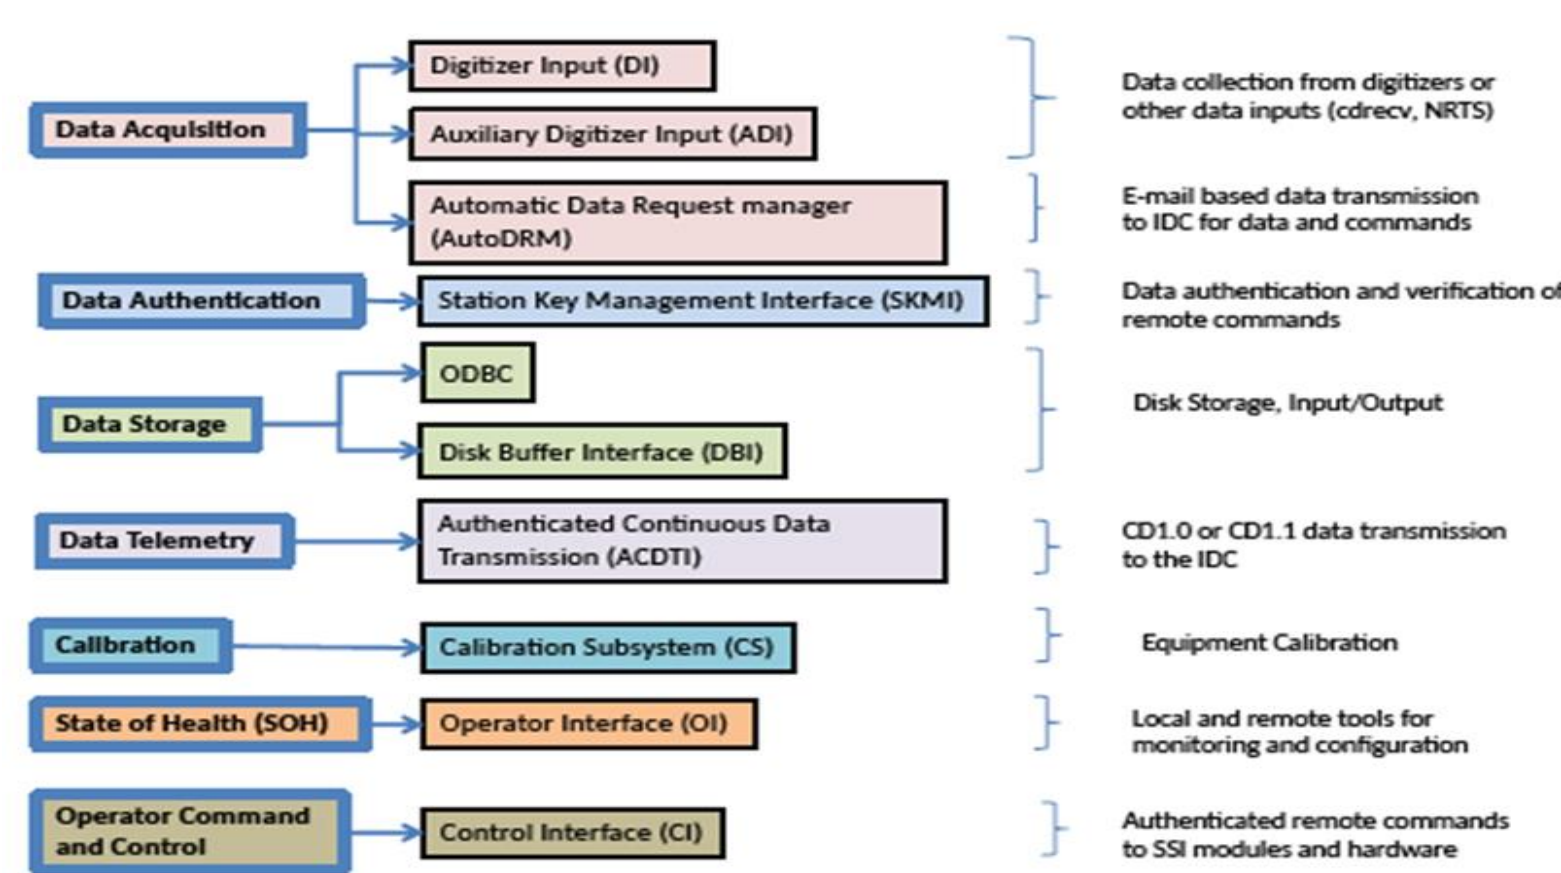 Digitizer Input (DI)
Data collection from digitizers or
other data inputs (cdrecv, NRTS)
Data Acquisition
Auxiliary Digitizer Input (ADI)
Automatic Data Request manager
(AutoDRM)
E-mail based data transmission
to IDC for data and commands
Data Authentication
Station Key Management Interface (SKMI)
Data authentication and verification of
remote commands
ODBC
Data Storage
Disk Storage, Input/Output
Disk Buffer Interface (DBI)
Data Telemetry
Authenticated Continuous Data
Transmission (ACDTI)
CD1.0 or CD1.1 data transmission
to the IDC
Calibration
Calibration Subsystem (CS)
Equipment Calibration
State of Health (SOH)
Operator Interface (OI)
Local and remote tools for
monitoring and configuration
Operator Command
and Control
Control Interface (CI)
Authenticated remote commands
to SSI modules and hardware